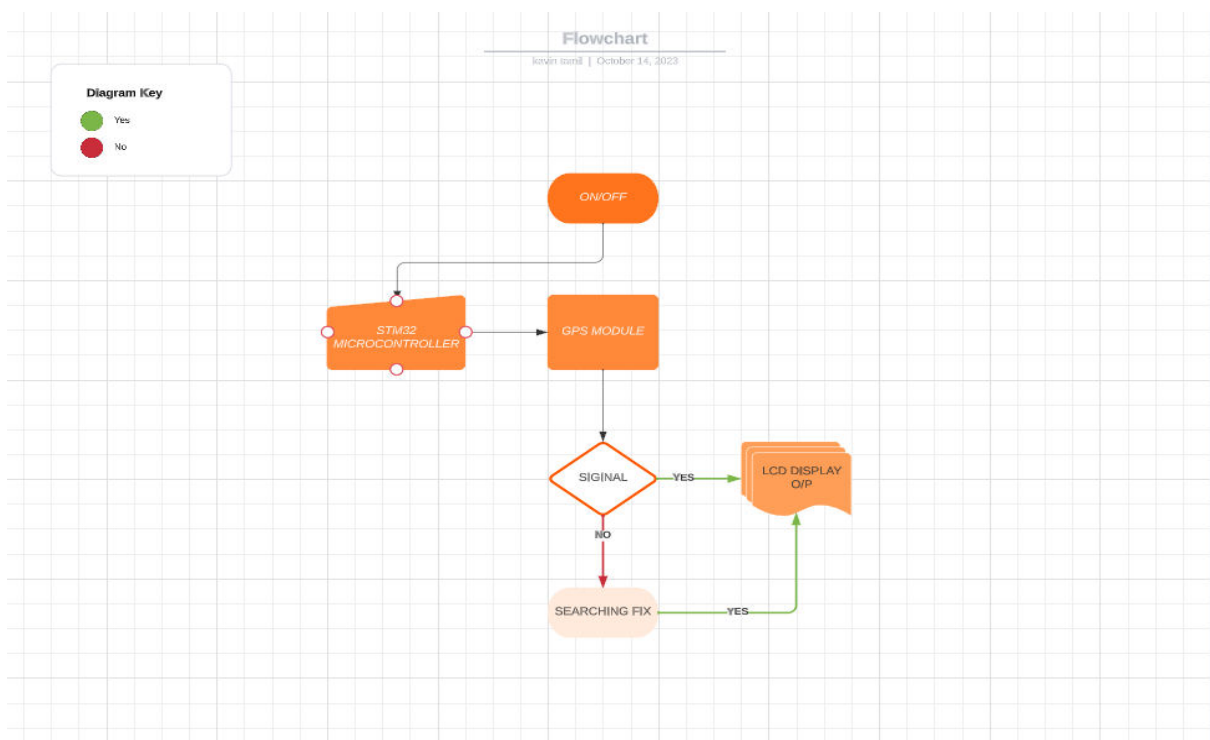 Flowchart
kevin tamil | October 14, 2023
Diagram Key
Yes
No
ON/OFF
STM32
MICROCONTROLLER
GPS MODULE
SIGINAL
YES
LCD DISPLAY
O/P
NO
SEARCHING FIX
YES